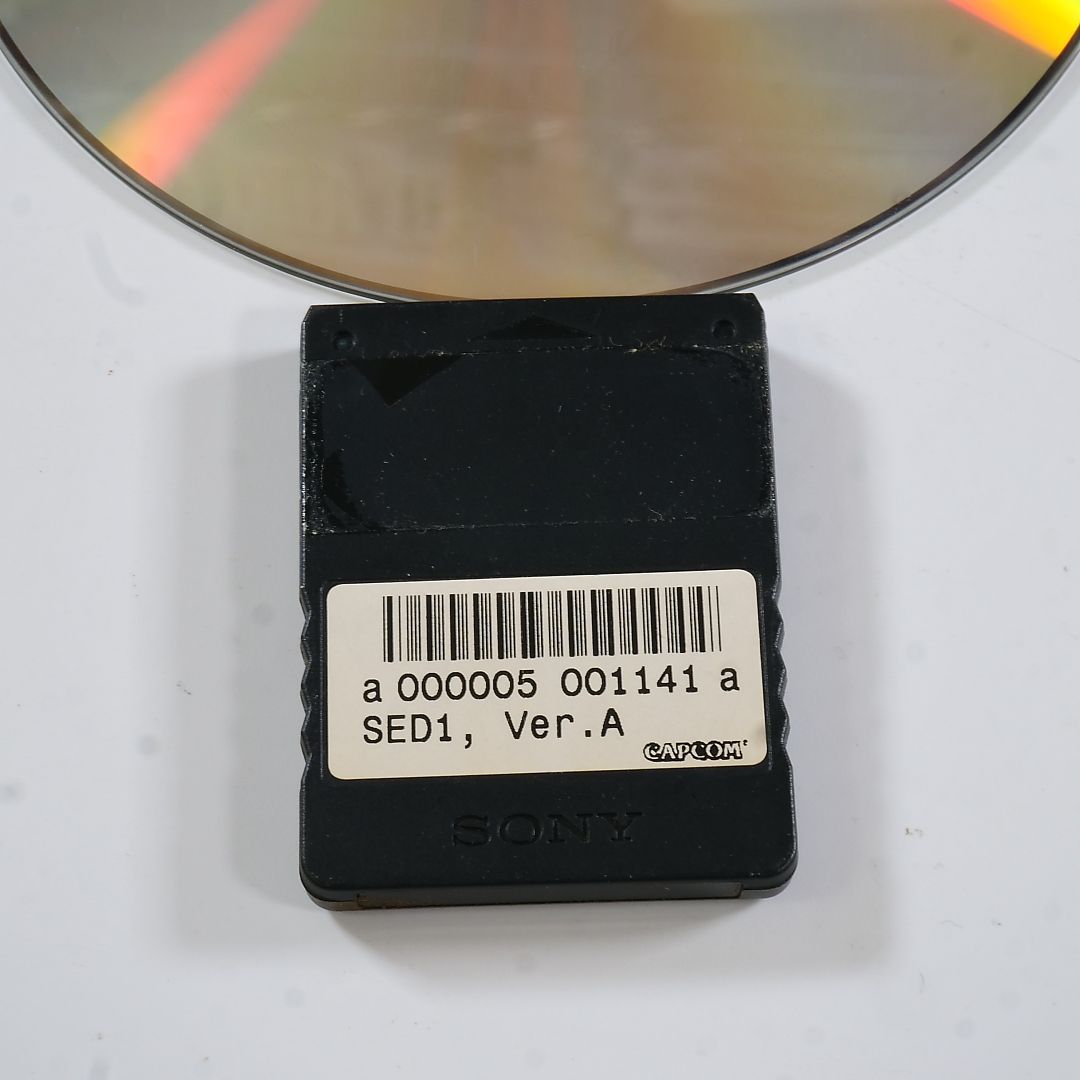 a 000005 001141 a
SED1, Ver.A
CAPCOM
SONY